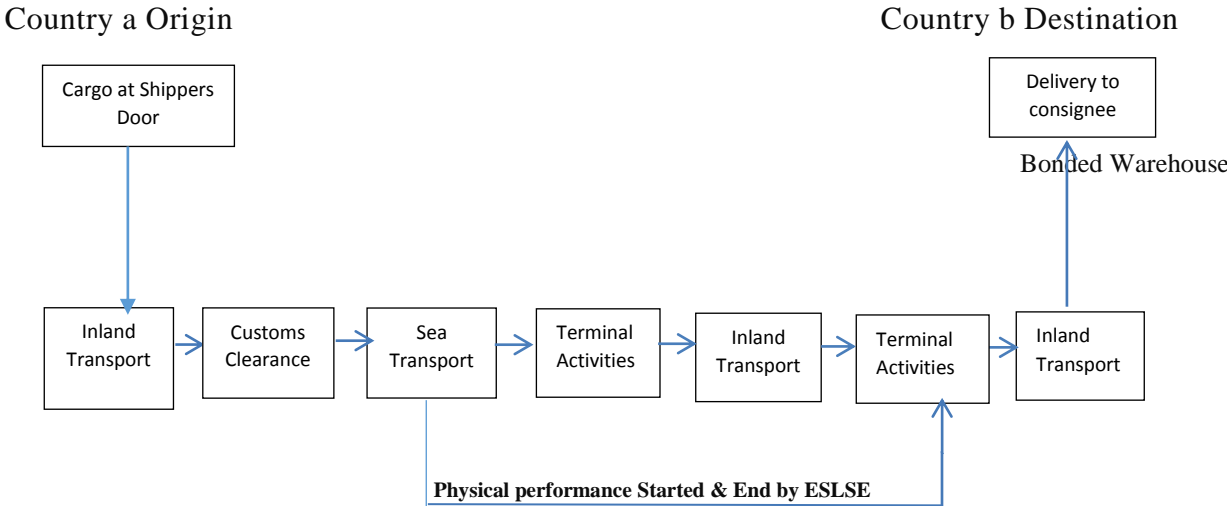 Country a Origin
Country b Destination
Cargo at Shippers
Door
Delivery to
consignee
Bonded Warehouse
Inland
Transport
Customs
Clearance
Sea
Transport
Terminal
Activities
Inland
Transport
Terminal
Activities
Inland
Transport
Physical performance Started & End by ESLSE